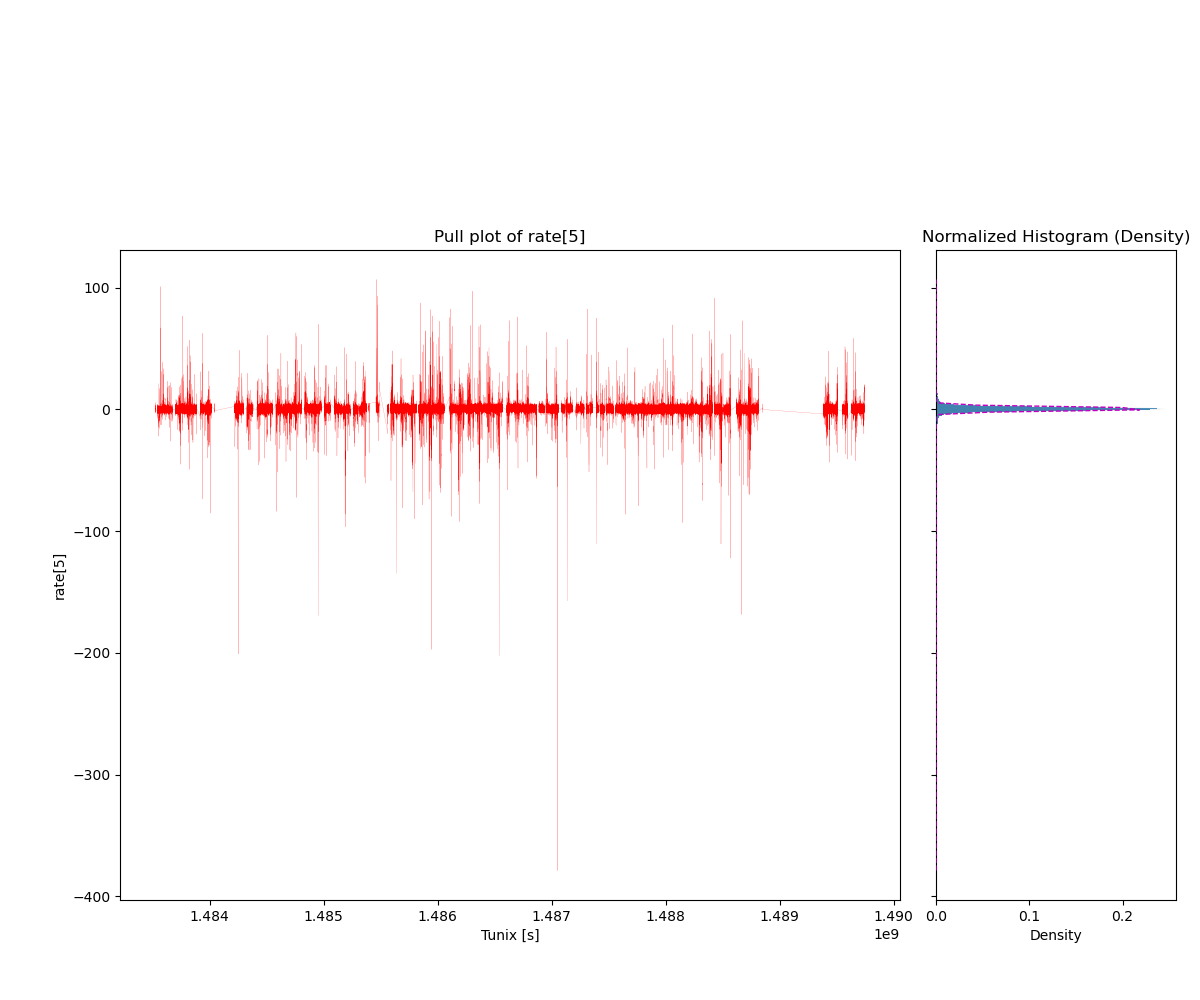 Pull plot of rate[5]
Normalized Histogram (Density)
100
0
−100
−200
−300
−400
rate[5]
1.484 1.485 1.486 1.487 1.488 1.489 1.490
1e9
Tunix [s]
0.0 0.1 0.2
Density